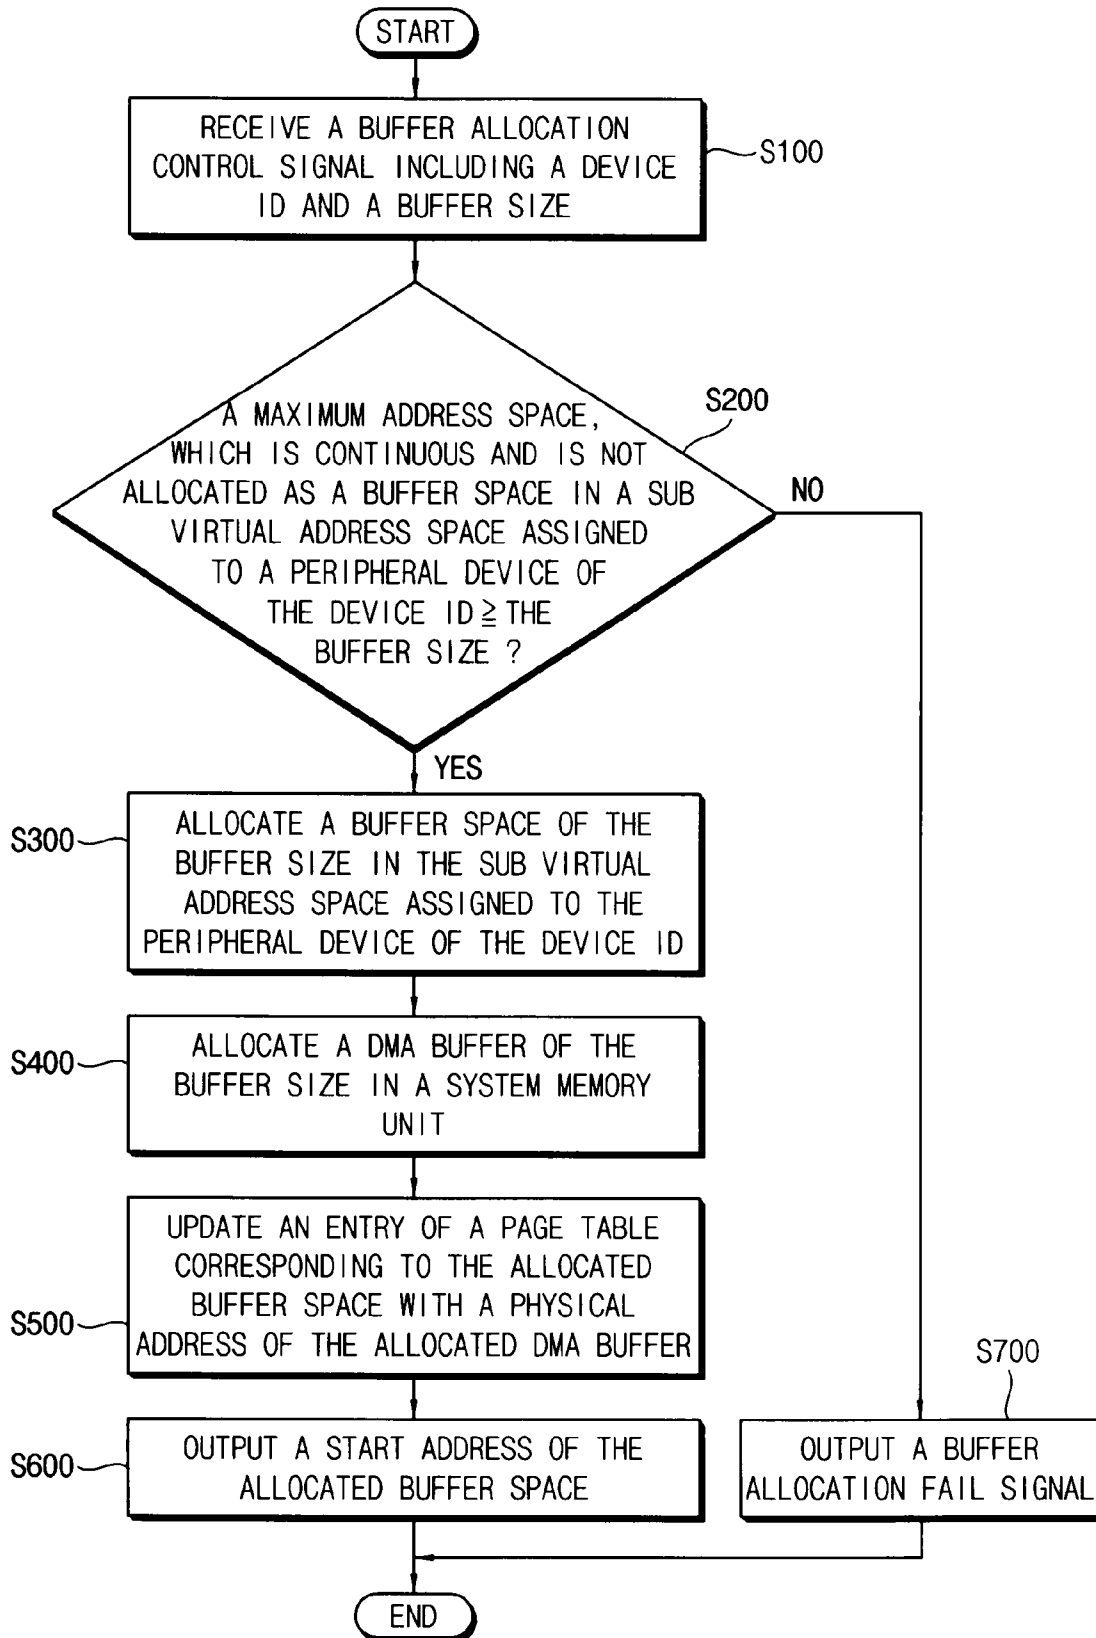 START
RECEIVE A BUFFER ALLOCATION
CONTROL SIGNAL INCLUDING A DEVICE
ID AND A BUFFER SIZE
S100
A MAXIMUM ADDRESS SPACE,
WHICH IS CONTINUOUS AND IS NOT
ALLOCATED AS A BUFFER SPACE IN A SUB
VIRTUAL ADDRESS SPACE ASSIGNED
TO A PERIPHERAL DEVICE OF
THE DEVICE ID ≧ THE
BUFFER SIZE ?
S200
NO
YES
S300
ALLOCATE A BUFFER SPACE OF THE
BUFFER SIZE IN THE SUB VIRTUAL
ADDRESS SPACE ASSIGNED TO THE
PERIPHERAL DEVICE OF THE DEVICE ID
S400
ALLOCATE A DMA BUFFER OF THE
BUFFER SIZE IN A SYSTEM MEMORY
UNIT
S500
UPDATE AN ENTRY OF A PAGE TABLE
CORRESPONDING TO THE ALLOCATED
BUFFER SPACE WITH A PHYSICAL
ADDRESS OF THE ALLOCATED DMA BUFFER
S600
OUTPUT A START ADDRESS OF THE
ALLOCATED BUFFER SPACE
S700
OUTPUT A BUFFER
ALLOCATION FAIL SIGNAL
END